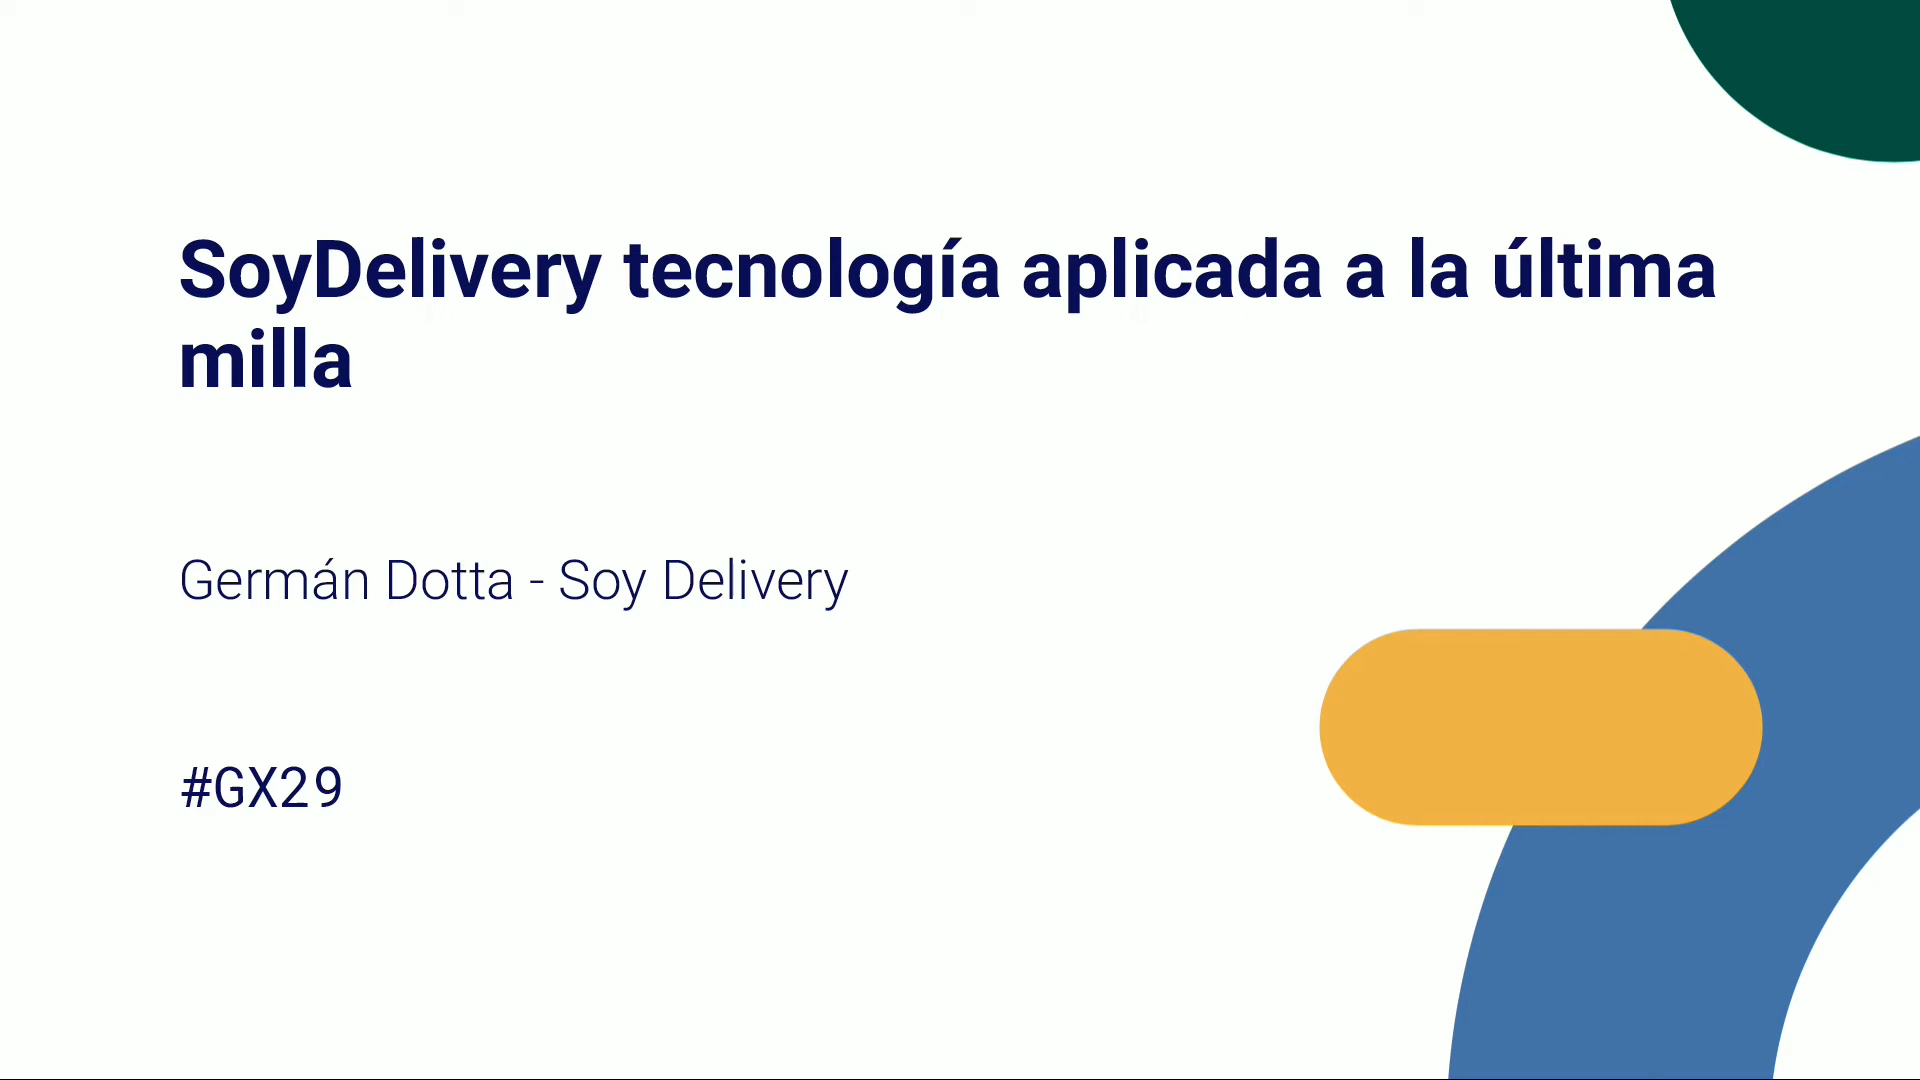 SoyDelivery tecnología aplicada a la última
milla
Germán Dotta - Soy Delivery
#GX29